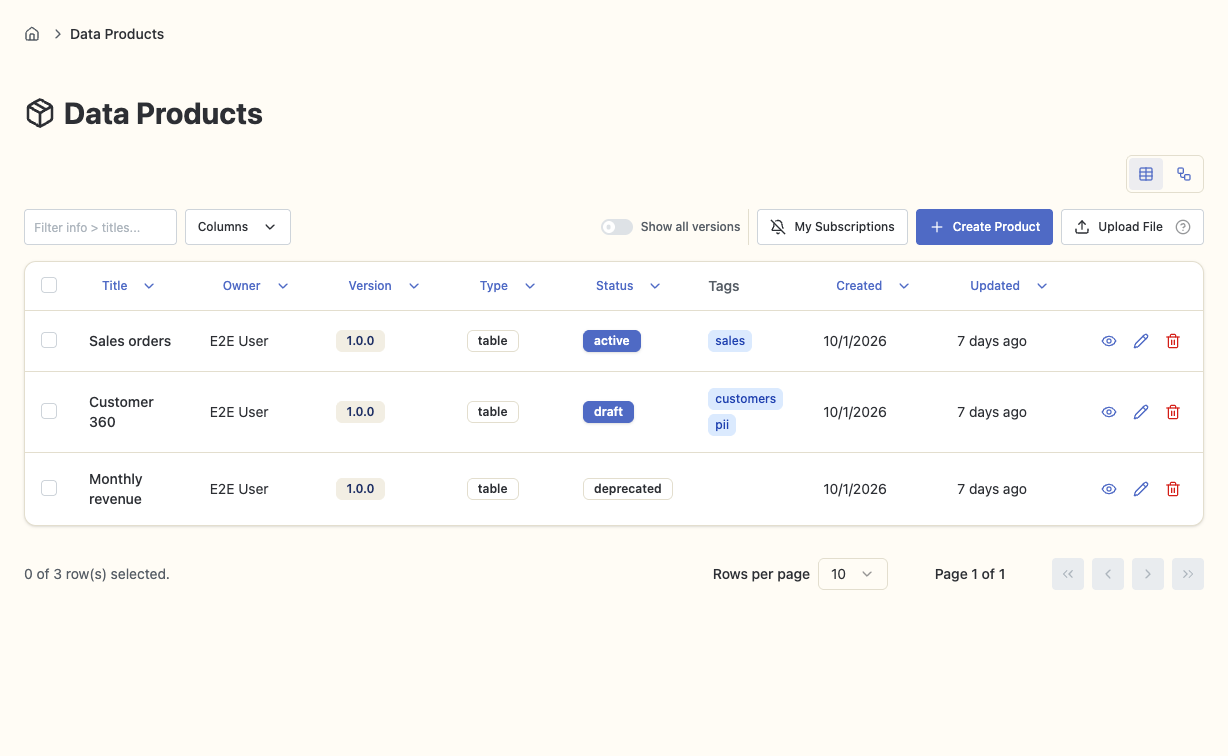 Data Products
Data Products
Filter info > titles...
Columns
Show all versions
My Subscriptions
Create Product
Upload File
Title Owner Version Type Status Tags Created Updated
Sales orders E2E User 1.0.0 table active sales 10/1/2026 7 days ago
Customer 360 E2E User 1.0.0 table draft customers pii 10/1/2026 7 days ago
Monthly revenue E2E User 1.0.0 table deprecated 10/1/2026 7 days ago
0 of 3 row(s) selected.
Rows per page 10
Page 1 of 1